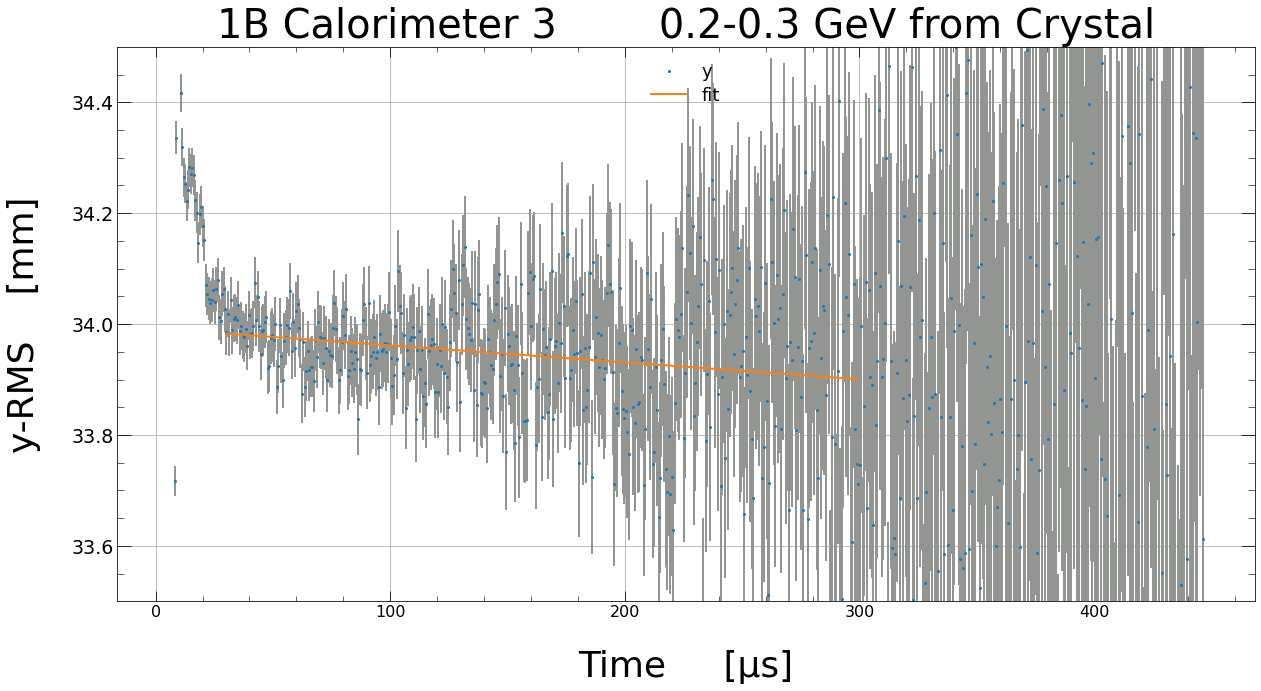 1B Calorimeter 3 0.2-0.3 GeV from Crystal
y
fit
y-RMS [mm]
34.4
34.2
34.0
33.8
33.6
0 100 200 300 400
Time [µs]